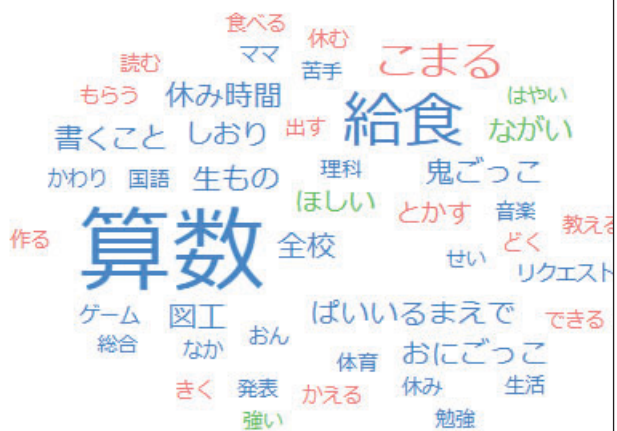 食べる
ママ 休む
読む 苦手 こまる
もらう 休み時間 はやい
書くこと しおり 出す 給食 ながい
かわり 国語 生もの 理科 鬼ごっこ
ほしい とかす 音楽
作る 算数 全校 どく 教える
せい リクエスト
ゲーム 図工 ぱいいるまえで できる
総合 なか おん
体育 おにごっこ
きく 発表 かえる 休み 生活
強い 勉強